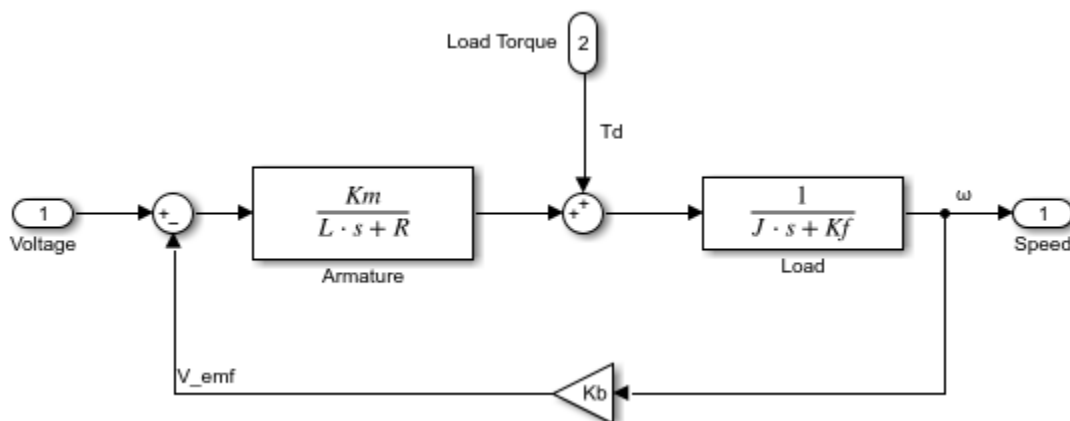 Load Torque
2
Td
1
Voltage
+
−
Km
L · s + R
Armature
+
+
1
J · s + Kf
Load
ω
1
Speed
V_emf
Kb